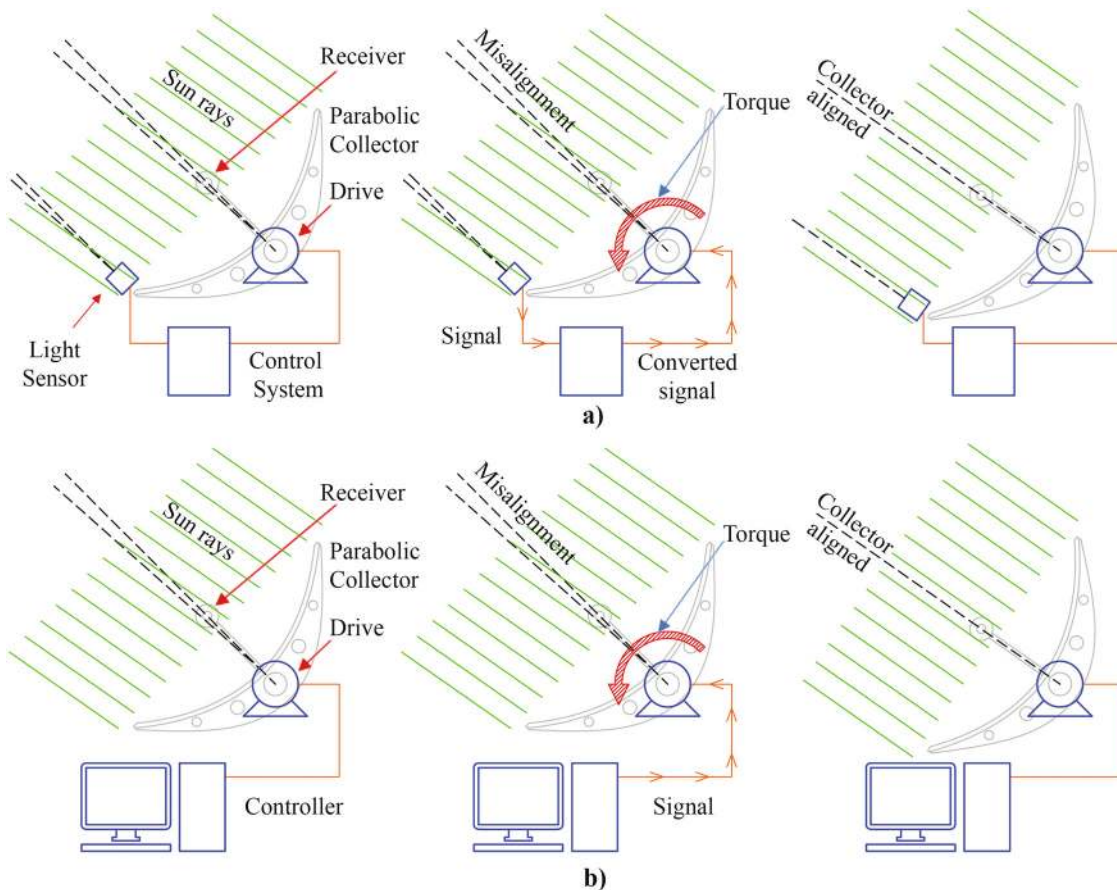 Sun rays
Receiver
Parabolic
Collector
Drive
Light
Sensor
Control
System
Misalignment
Torque
Signal
Converted
signal
Collector
aligned
a)
Sun rays
Receiver
Parabolic
Collector
Drive
Controller
Misalignment
Torque
Signal
Collector
aligned
b)